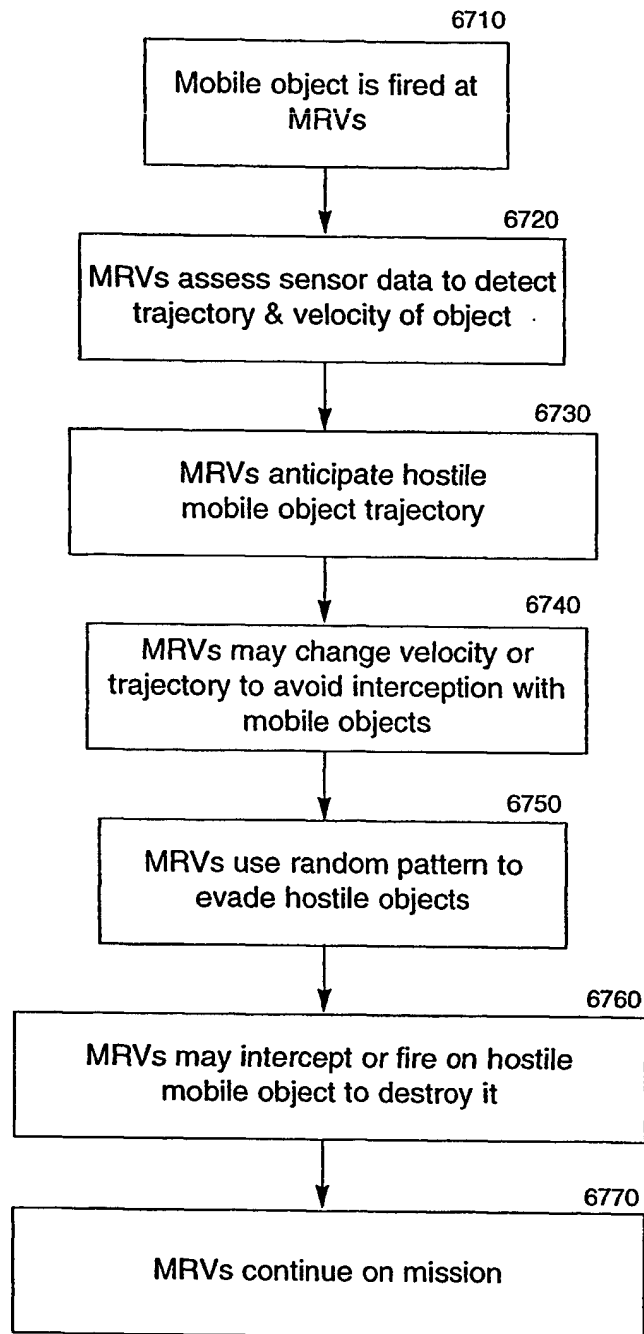 6710
Mobile object is fired at
MRVs
6720
MRVs assess sensor data to detect
trajectory & velocity of object
6730
MRVs anticipate hostile
mobile object trajectory
6740
MRVs may change velocity or
trajectory to avoid interception with
mobile objects
6750
MRVs use random pattern to
evade hostile objects
6760
MRVs may intercept or fire on hostile
mobile object to destroy it
6770
MRVs continue on mission